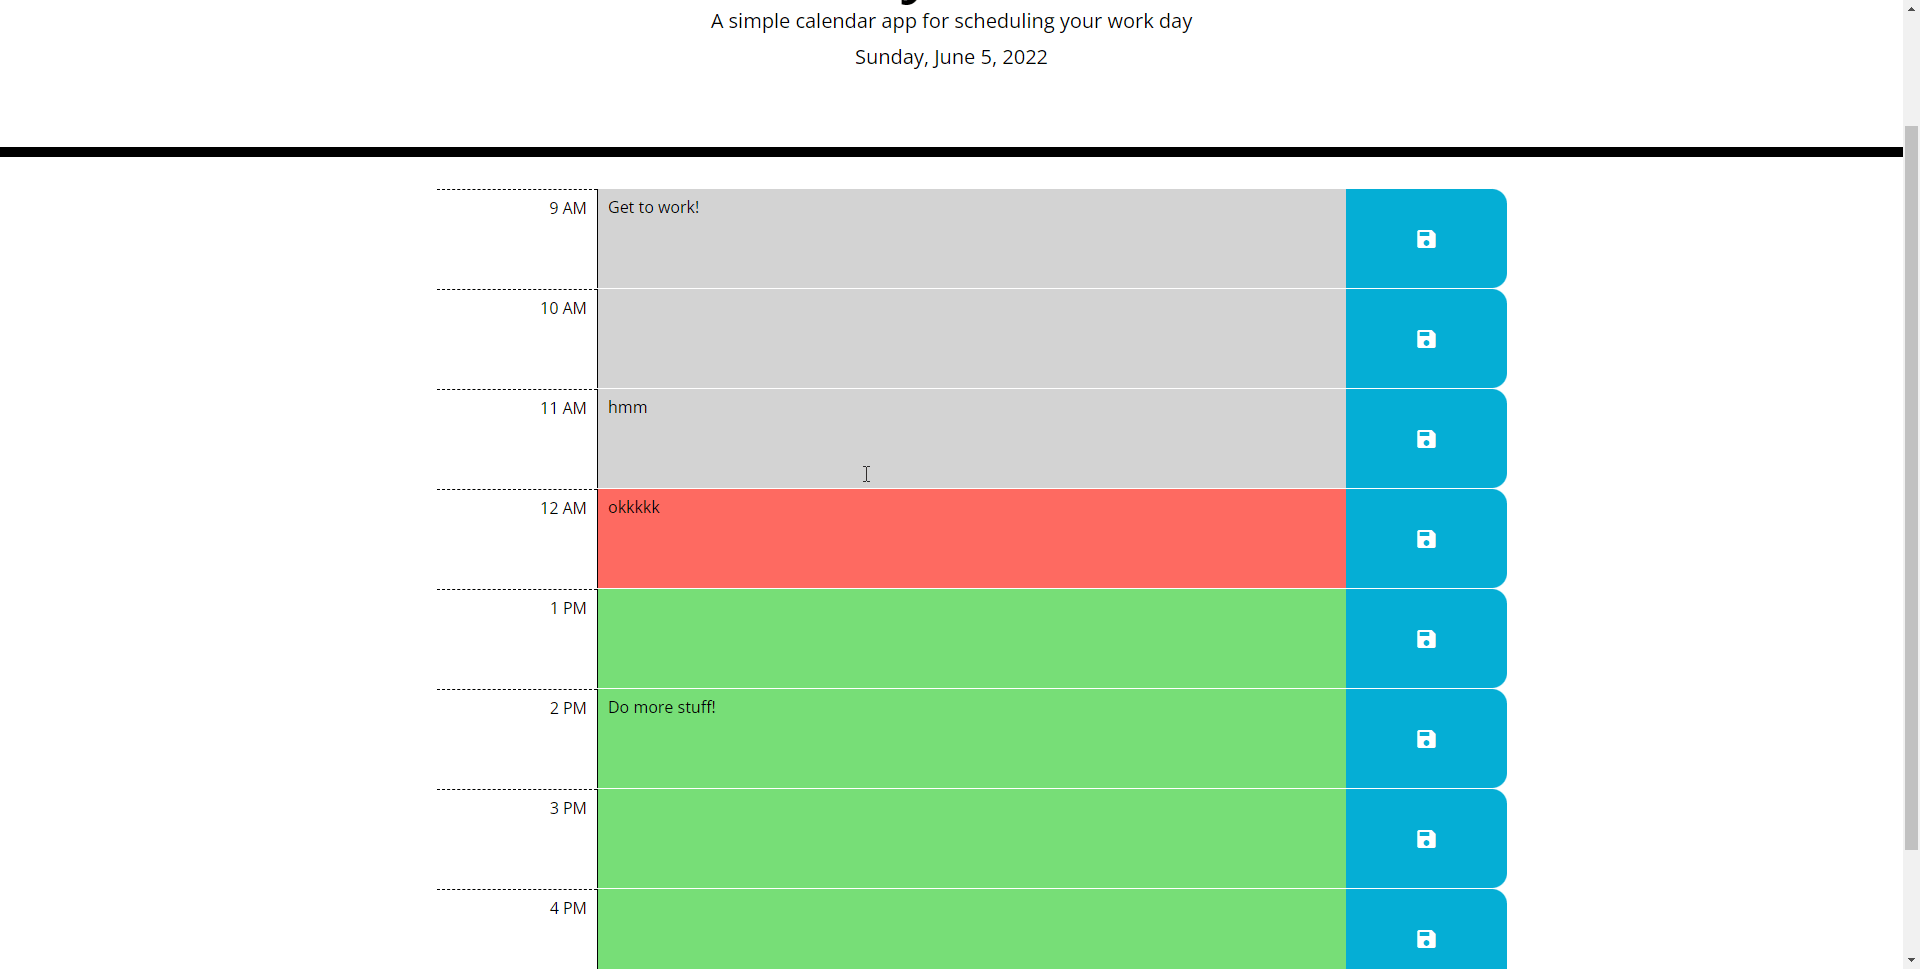 A simple calendar app for scheduling your work day
Sunday, June 5, 2022
9 AM
Get to work!
10 AM
11 AM
hmm
12 AM
okkkkk
1 PM
2 PM
Do more stuff!
3 PM
4 PM